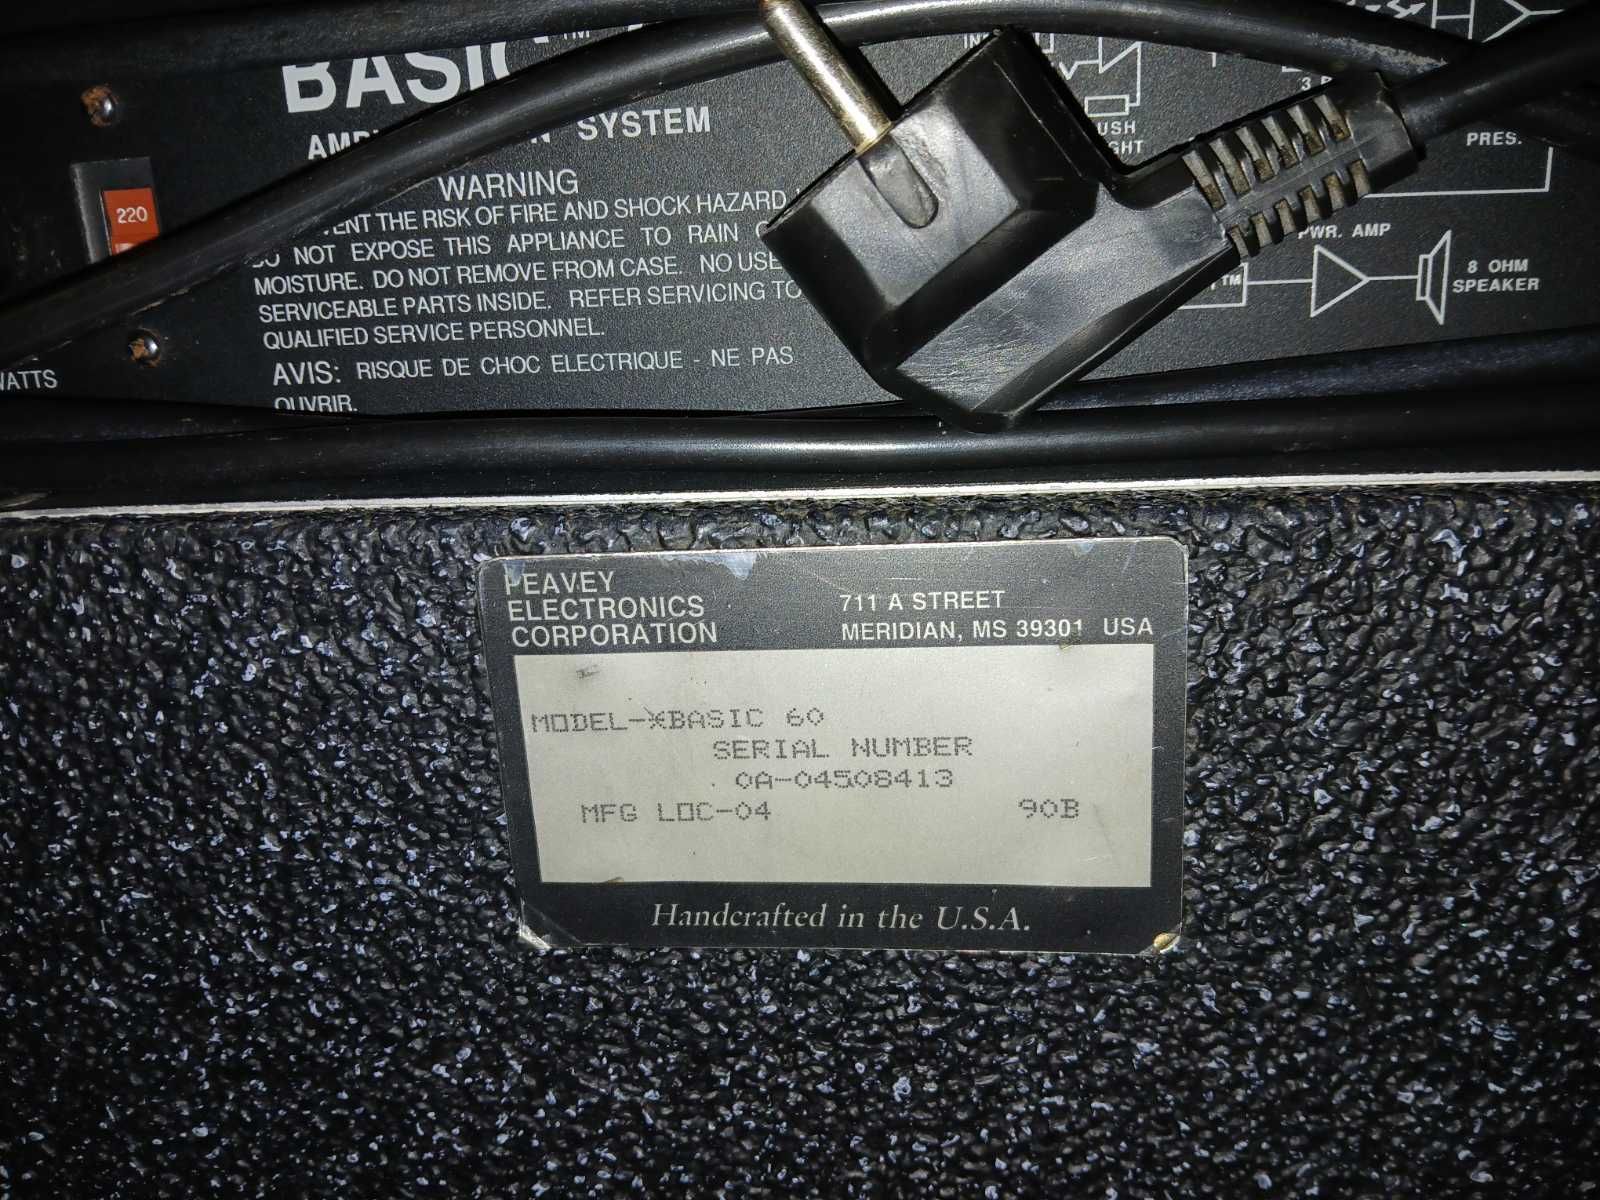 BASIC
TM
SYSTEM
220
WARNING
THE RISK OF FIRE AND SHOCK HAZARD,
NOT EXPOSE THIS APPLIANCE TO RAIN
MOISTURE. DO NOT REMOVE FROM CASE. NO USE
SERVICEABLE PARTS INSIDE. REFER SERVICING TO
QUALIFIED SERVICE PERSONNEL.
AVIS: RISQUE DE CHOC ELECTRIQUE - NE PAS
OUVRIR.
PRES.
PWR. AMP
TM
8 OHM
SPEAKER
PEAVEY
ELECTRONICS
CORPORATION
711 A STREET
MERIDIAN, MS 39301 USA
MODEL-XBASIC 60
SERIAL NUMBER
0A-04508413
MFG LOC-04
90B
Handcrafted in the U.S.A.